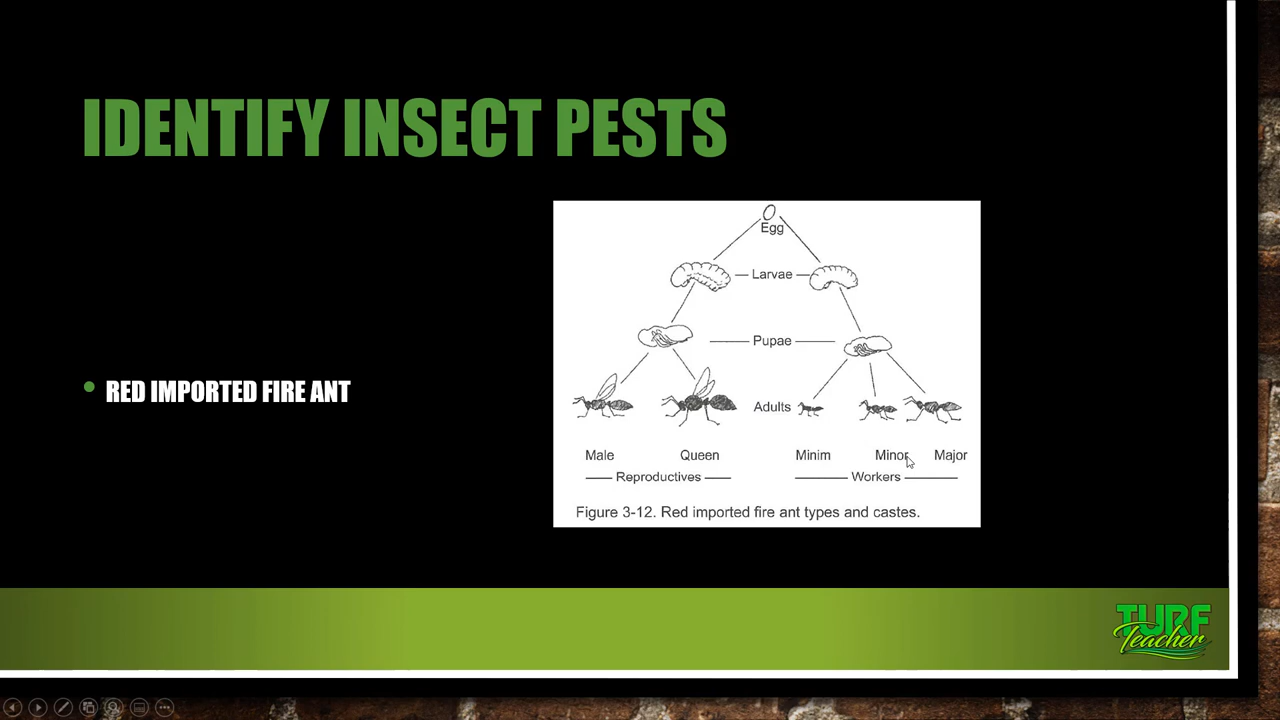 IDENTIFY INSECT PESTS
RED IMPORTED FIRE ANT
Egg
Larvae
Pupae
Adults
Male Queen Minim Minor Major
Reproductives Workers
Figure 3-12. Red imported fire ant types and castes.
TURF
Teacher